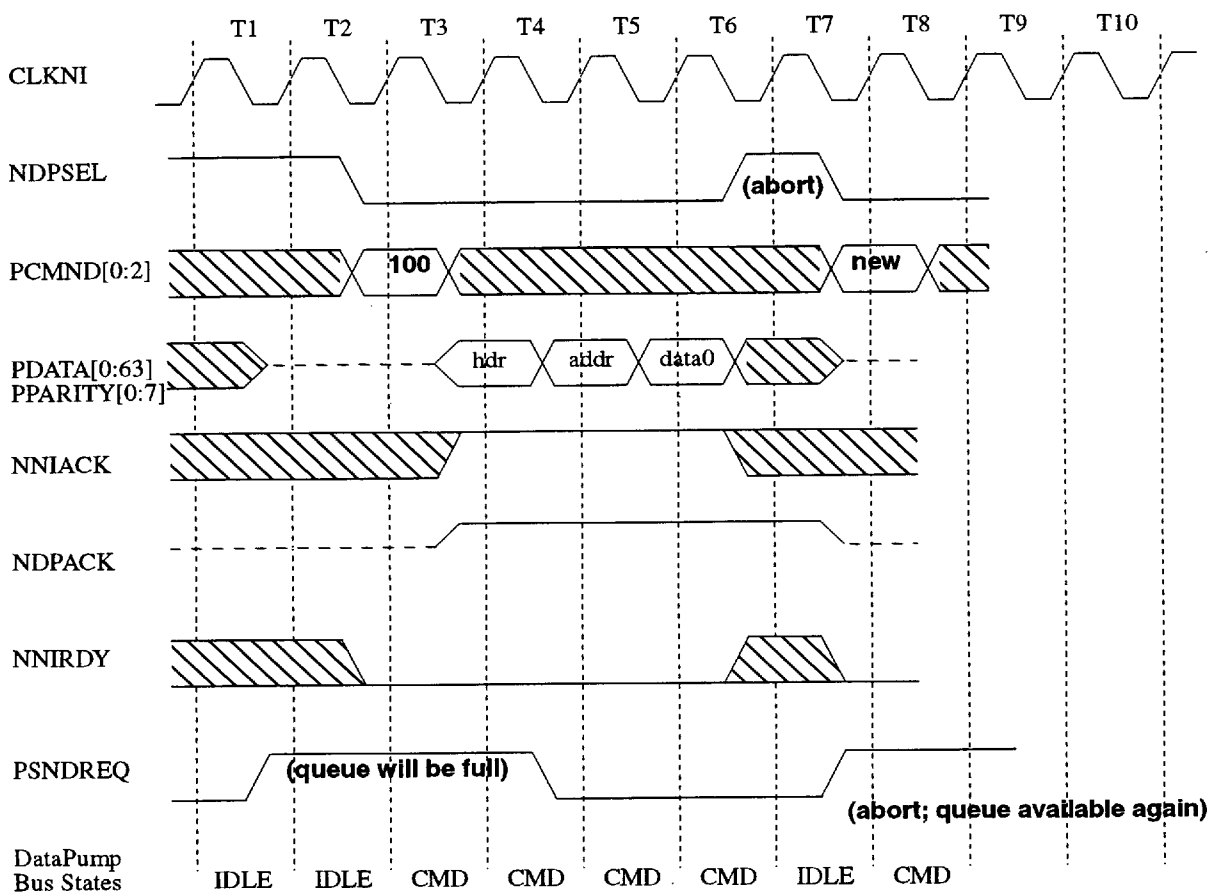 T1 T2 T3 T4 T5 T6 T7 T8 T9 T10
CLKNI
NDPSEL
(abort)
PCMND[0:2]
100
new
PDATA[0:63]
PPARITY[0:7]
hdr addr data0
NNIACK
NDPACK
NNIRDY
PSNDREQ
(queue will be full)
(abort; queue available again)
DataPump
Bus States
IDLE IDLE CMD CMD CMD CMD IDLE CMD